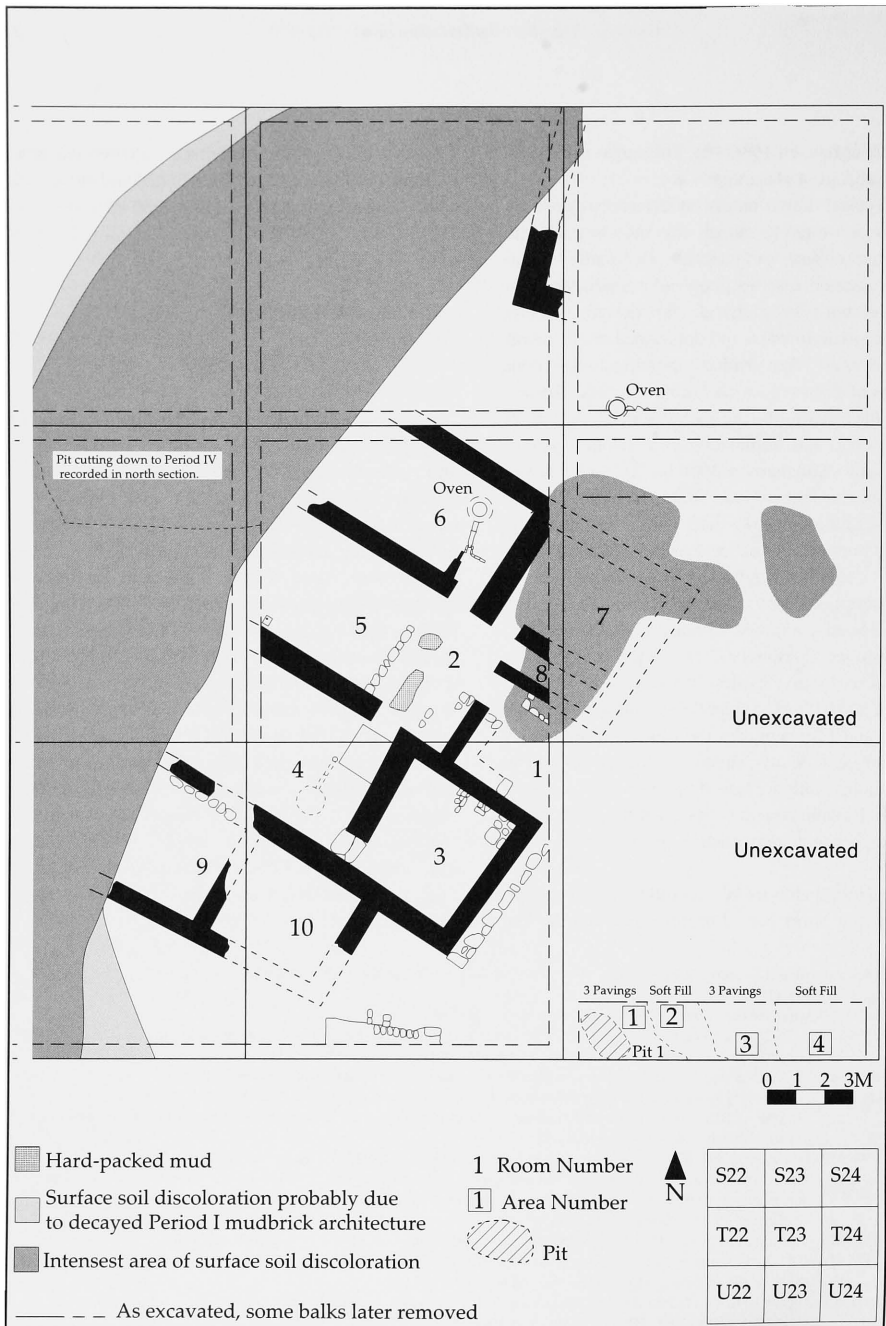 Oven
Pit cutting down to Period IV
recorded in north section.
Oven
6
7
5
2
8
Unexcavated
4
1
3
Unexcavated
9
10
3 Pavings Soft Fill 3 Pavings Soft Fill
1 2
Pit 1 3 4
0 1 2 3M
Hard-packed mud
Surface soil discoloration probably due
to decayed Period I mudbrick architecture
Intensest area of surface soil discoloration
As excavated, some balks later removed
1 Room Number
1 Area Number
Pit
N
S22 S23 S24
T22 T23 T24
U22 U23 U24